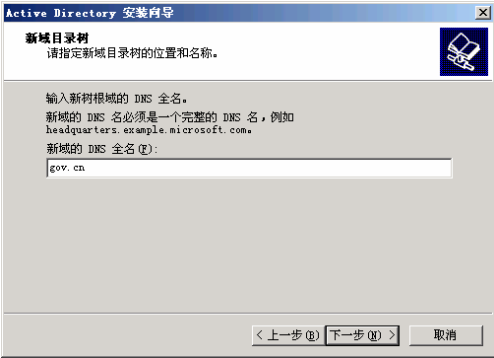 Active Directory 安装向导
新域目录树
请指定新域目录树的位置和名称。
输入新树根域的 DNS 全名。
新域的 DNS 名必须是一个完整的 DNS 名，例如
headquarters.example.microsoft.com。
新域的 DNS 全名(F):
gov.cn
< 上一步(B) 下一步(N) > 取消